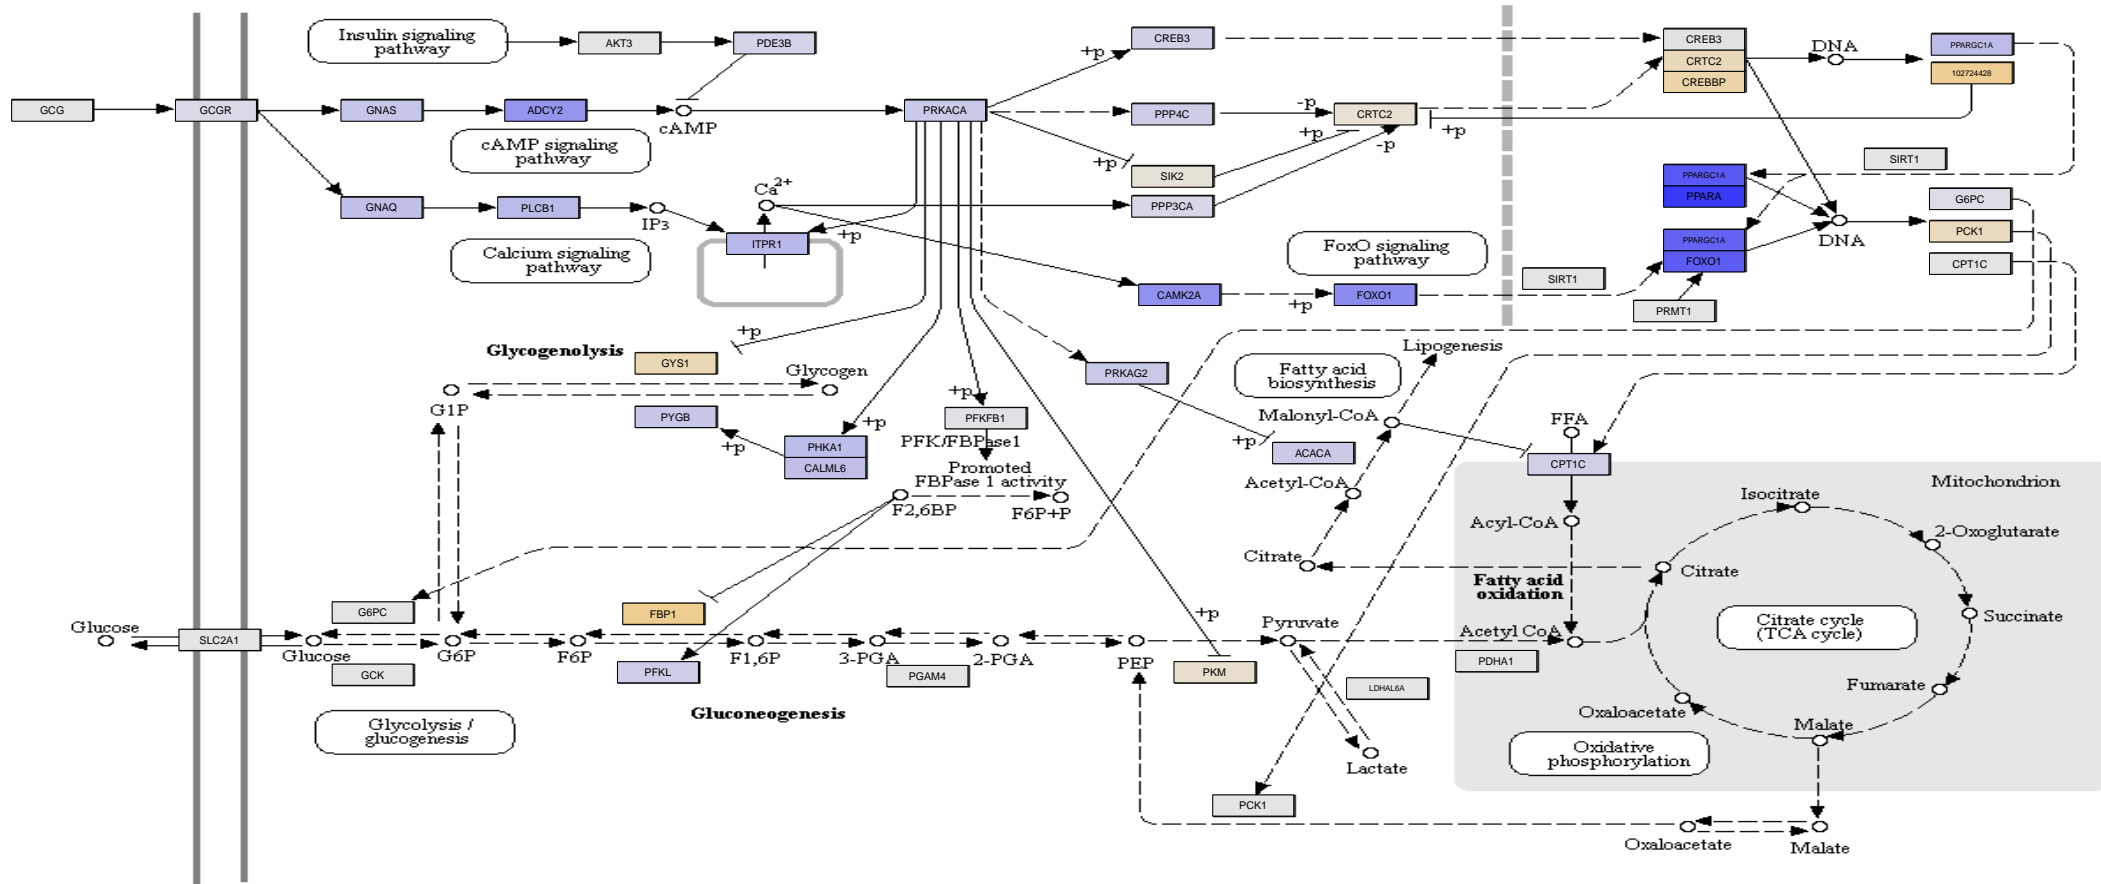 Insulin signaling
pathway
AKT3
PDE3B
CREB3
CREB3
CRTC2
CREBBP
DNA
PPARGC1A
102724428
GCG
GCGR
GNAS
ADCY2
cAMP
PRKACA
+p
PPP4C
-p
CRTC2
+p
cAMP signaling
pathway
+p
+p
-p
SIK2
SIRT1
PPARGC1A
PPARA
GNAQ
PLCB1
IP3
Ca2+
PPP3CA
G6PC
PCK1
CPT1C
DNA
ITPR1
+p
Calcium signaling
pathway
FoxO signaling
pathway
PPARGC1A
FOXO1
SIRT1
CAMK2A
+p
FOXO1
PRMT1
+p
Glycogenolysis
GYS1
Glycogen
G1P
PYGB
+p
PHKA1
CALML6
+p
+p
PFKFB1
PFK/FBPase1
Promoted
FBPase 1 activity
F2,6BP
F6P+P
PRKAG2
+p
Lipogenesis
Fatty acid
biosynthesis
Malonyl-CoA
ACACA
Acetyl-CoA
Citrate
FFA
CPT1C
Mitochondrion
Isocitrate
Acyl-CoA
2-Oxoglutarate
Citrate
Fatty acid
oxidation
Succinate
Citrate cycle
(TCA cycle)
G6PC
FBP1
+p
Glucose
SLC2A1
Glucose
G6P
F6P
F1,6P
3-PGA
2-PGA
PEP
Pyruvate
Acetyl CoA
GCK
PFKL
PGAM4
PKM
PDHA1
LDHAL6A
Fumarate
Oxaloacetate
Malate
Glycolysis /
glucogenesis
Gluconeogenesis
Lactate
Oxidative
phosphorylation
PCK1
Oxaloacetate
Malate